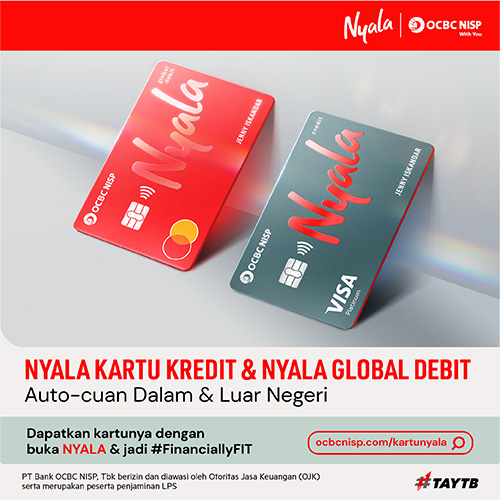 Nyala
OCBC NISP
With You
global
debit
Nyala
JENNY ISKANDAR
OCBC NISP
credit
Nyala
JENNY ISKANDAR
OCBC NISP
VISA
Platinum
NYALA KARTU KREDIT & NYALA GLOBAL DEBIT
Auto-cuan Dalam & Luar Negeri
Dapatkan kartunya dengan
buka NYALA & jadi #FinanciallyFIT
ocbcnisp.com/kartunyala
PT Bank OCBC NISP, Tbk berizin dan diawasi oleh Otoritas Jasa Keuangan (OJK)
serta merupakan peserta penjaminan LPS
#TAYTB